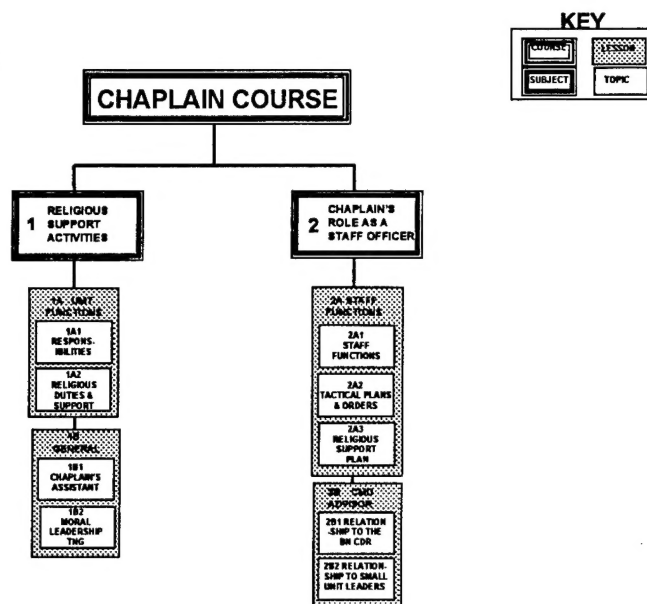 KEY
COURSE
LESSON
SUBJECT
TOPIC
CHAPLAIN COURSE
1
RELIGIOUS
SUPPORT
ACTIVITIES
2
CHAPLAIN'S
ROLE AS A
STAFF OFFICER
1A UMT
FUNCTIONS
1A1
RESPONS-
IBILITIES
1A2
RELIGIOUS
DUTIES &
SUPPORT
1B
GENERAL
1B1
CHAPLAIN'S
ASSISTANT
1B2
MORAL
LEADERSHIP
TNG
2A STAFF
FUNCTIONS
2A1
STAFF
FUNCTIONS
2A2
TACTICAL PLANS
& ORDERS
2A3
RELIGIOUS
SUPPORT
PLAN
2B CMD
ADVISOR
2B1 RELATION
-SHIP TO THE
BN CDR
2B2 RELATION-
SHIP TO SMALL
UNIT LEADERS